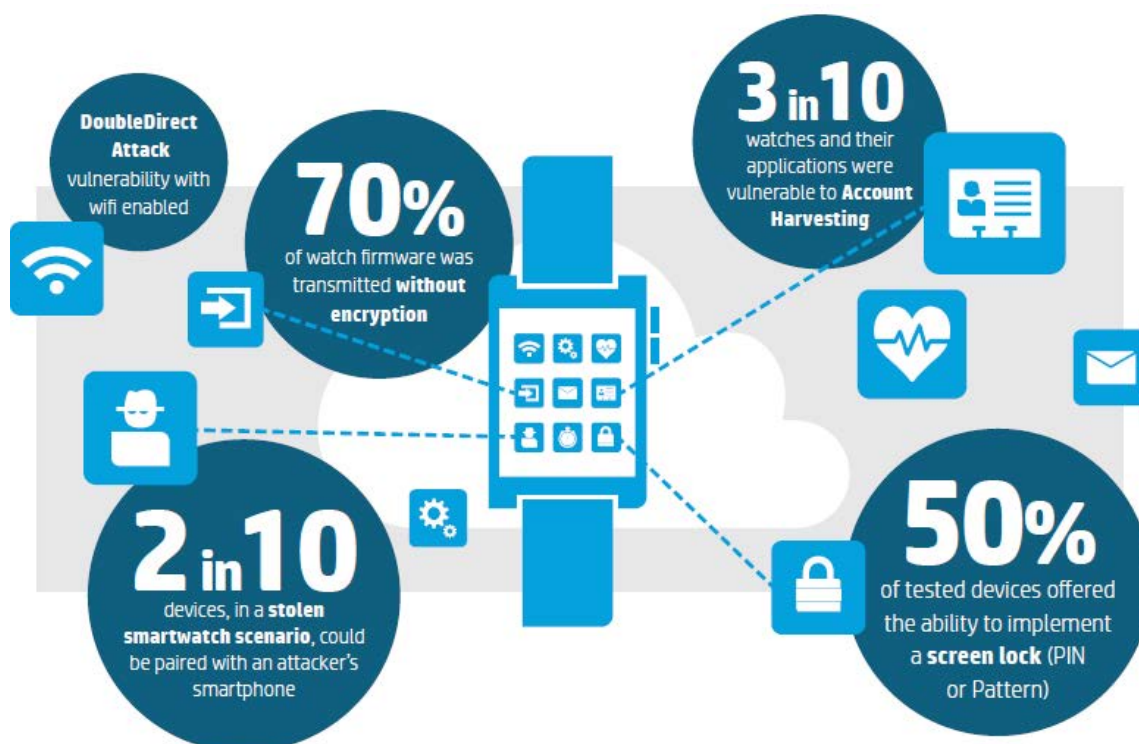 DoubleDirect
Attack
vulnerability with
wifi enabled
70%
of watch firmware was
transmitted without
encryption
3 in 10
watches and their
applications were
vulnerable to Account
Harvesting
2 in 10
devices, in a stolen
smartwatch scenario, could
be paired with an attacker's
smartphone
50%
of tested devices offered
the ability to implement
a screen lock (PIN
or Pattern)